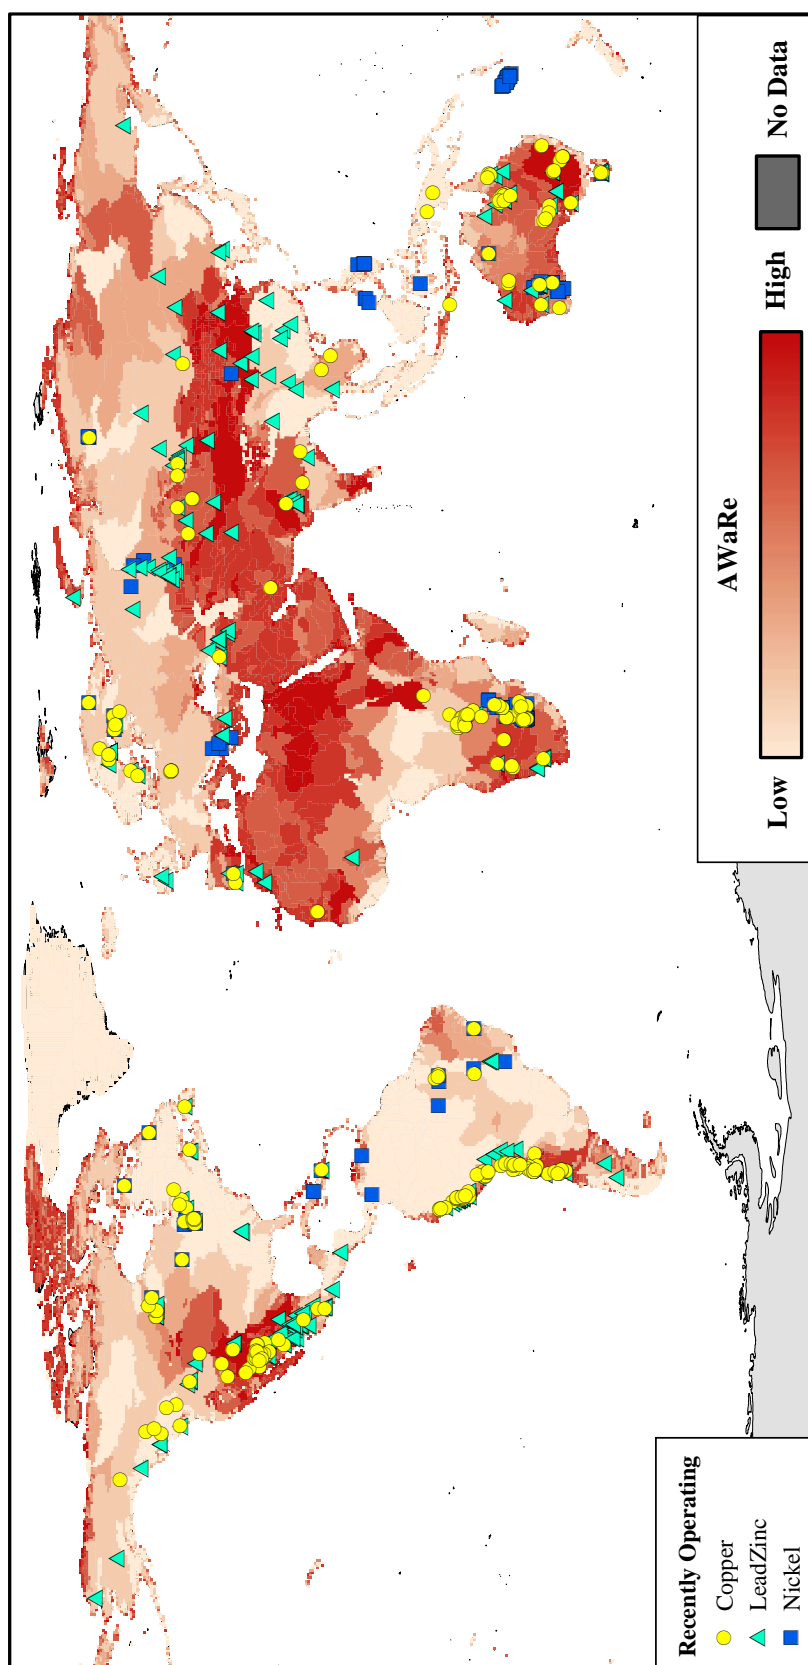 Recently Operating
Copper
LeadZinc
Nickel
AWaRe
Low
High
No Data